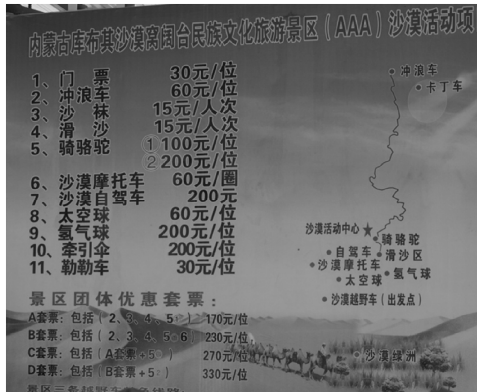 内蒙古库布其沙漠窝阔台民族文化旅游景区(AAA)沙漠活动项
1、门 票 30元/位
2、冲浪车 60元/位
3、沙 袜 15元/人次
4、滑 沙 15元/人次
5、骑骆驼 ①100元/位
②200元/位
6、沙漠摩托车 60元/圈
7、沙漠自驾车 200元
8、太空球 60元/位
9、氢气球 200元/位
10、牵引伞 200元/位
11、勒勒车 30元/位
冲浪车
卡丁车
沙漠活动中心
骑骆驼
自驾车
滑沙区
沙漠摩托车
氢气球
太空球
沙漠越野车(出发点)
沙漠绿洲
景区团体优惠套票:
A套票:包括(2、3、4、5) 170元/位
B套票:包括(2、3、4、5、6) 230元/位
C套票:包括(A套票+5) 270元/位
D套票:包括(B套票+5) 330元/位